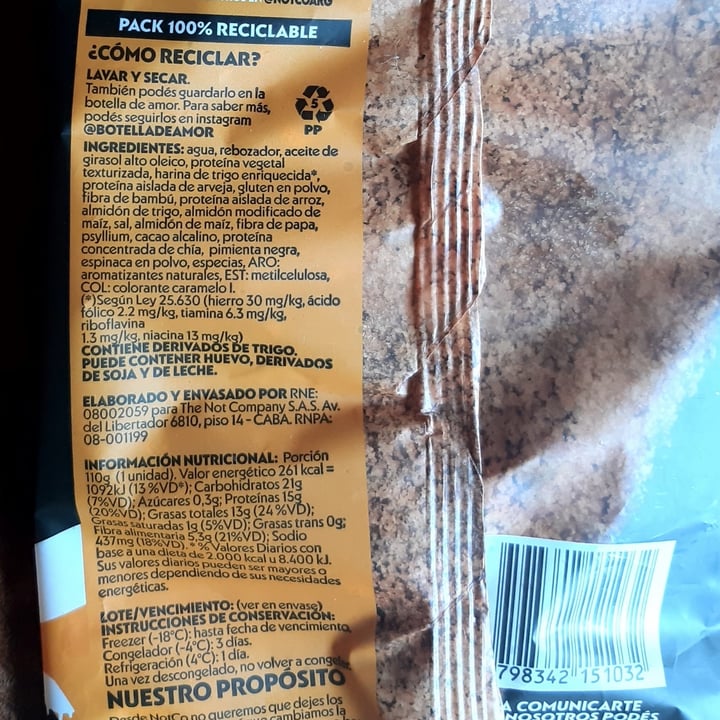 @NOTCOARG
PACK 100% RECICLABLE
¿CÓMO RECICLAR?
LAVAR Y SECAR.
También podés guardarlo en la
botella de amor. Para saber más,
podés seguirlos en instagram
@BOTELLADEAMOR
5
PP
INGREDIENTES: agua, rebozador, aceite de
girasol alto oleico, proteína vegetal
texturizada, harina de trigo enriquecida*,
proteína aislada de arveja, gluten en polvo,
fibra de bambú, proteína aislada de arroz,
almidón de trigo, almidón modificado de
maíz, sal, almidón de maíz, fibra de papa,
psyllium, cacao alcalino, proteína
concentrada de chía, pimienta negra,
espinaca en polvo, especias, ARO:
aromatizantes naturales, EST: metilcelulosa,
COL: colorante caramelo I.
(*)Según Ley 25.630 (hierro 30 mg/kg, ácido
fólico 2.2 mg/kg, tiamina 6.3 mg/kg,
riboflavina
1.3 mg/kg, niacina 13 mg/kg)
CONTIENE DERIVADOS DE TRIGO.
PUEDE CONTENER HUEVO, DERIVADOS
DE SOJA Y DE LECHE.
ELABORADO Y ENVASADO POR RNE:
08002059 para The Not Company S.A.S. Av.
del Libertador 6810, piso 14 - CABA. RNPA:
08-001199
INFORMACIÓN NUTRICIONAL: Porción
110g (1 unidad). Valor energético 261 kcal =
1092kJ (13 %VD*); Carbohidratos 21g
(7%VD); Azúcares 0,3g; Proteínas 15g
(20%VD); Grasas totales 13g (24 %VD);
Grasas saturadas 1g (5%VD); Grasas trans 0g;
Fibra alimentaria 5,3g (21%VD); Sodio
437mg (18%VD). *% Valores Diarios con
base a una dieta de 2.000 kcal u 8.400 kJ.
Sus valores diarios pueden ser mayores o
menores dependiendo de sus necesidades
energéticas.
LOTE/VENCIMIENTO: (ver en envase)
INSTRUCCIONES DE CONSERVACIÓN:
Freezer (-18°C): hasta fecha de vencimiento
Congelador (-4°C): 3 días.
Refrigeración (4°C): 1 día.
Una vez descongelado, no volver a congelar
NUESTRO PROPÓSITO
Desde NotCo no queremos que dejes los
cambiamos la
798342 151032
A COMUNICARTE
NOSOTROS PODÉS